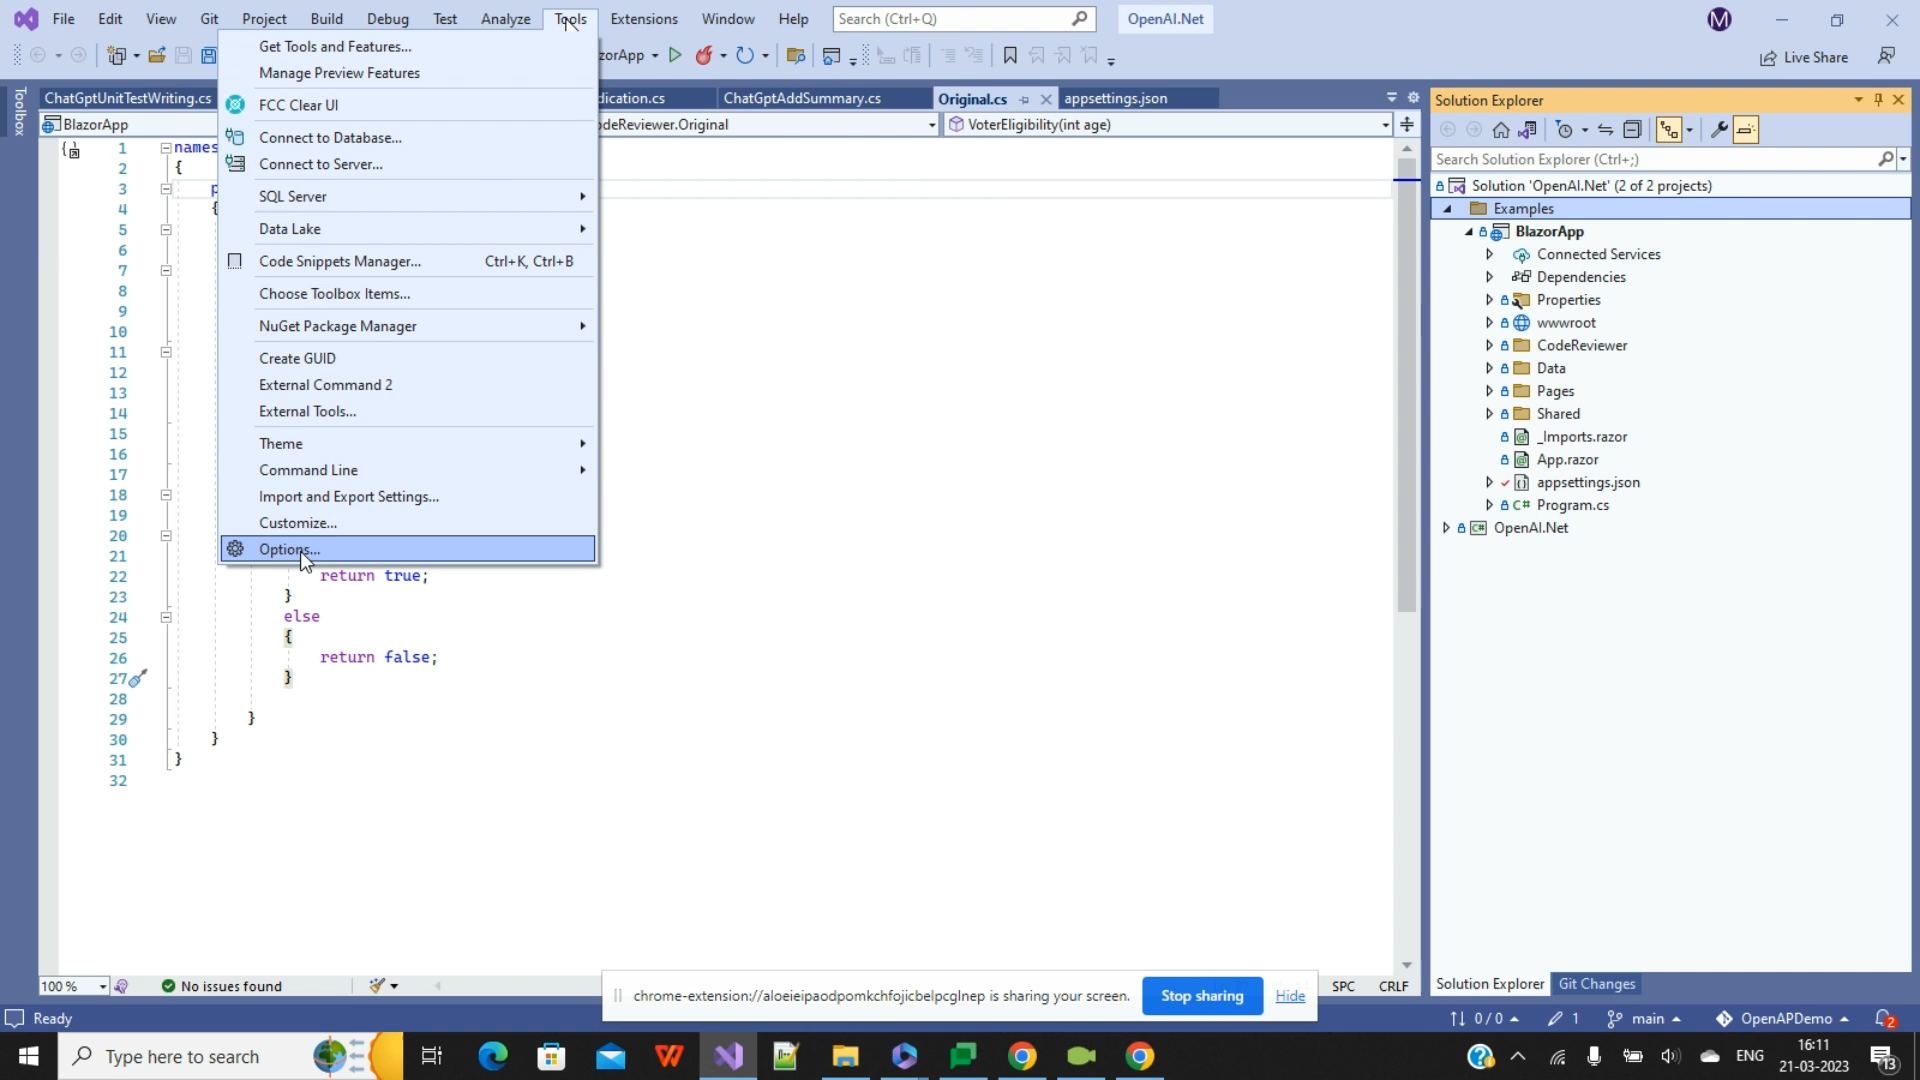 File Edit View Git Project Build Debug Test Analyze Tools Extensions Window Help Search (Ctrl+Q) OpenAI.Net M
zorApp Live Share
Toolbox
ChatGptUnitTestWriting.cs dication.cs ChatGptAddSummary.cs Original.cs appsettings.json
BlazorApp odeReviewer.Original VoterEligibility(int age)
Get Tools and Features...
Manage Preview Features
FCC Clear UI
Connect to Database...
Connect to Server...
SQL Server
Data Lake
Code Snippets Manager... Ctrl+K, Ctrl+B
Choose Toolbox Items...
NuGet Package Manager
Create GUID
External Command 2
External Tools...
Theme
Command Line
Import and Export Settings...
Customize...
Options...
1 names
2 {
3 p
4 {
5
6
7
8
9
10
11
12
13
14
15
16
17
18
19
20
21
22 return true;
23 }
24 else
25 {
26 return false;
27 }
28
29 }
30 }
31 }
32
Solution Explorer
Search Solution Explorer (Ctrl+;)
Solution 'OpenAI.Net' (2 of 2 projects)
Examples
BlazorApp
Connected Services
Dependencies
Properties
wwwroot
CodeReviewer
Data
Pages
Shared
_Imports.razor
App.razor
appsettings.json
C# Program.cs
C# OpenAI.Net
100 % No issues found SPC CRLF
chrome-extension://aloeieipaodpomkchfojicbelpcglnep is sharing your screen. Stop sharing Hide
Solution Explorer Git Changes
Ready 0 / 0 1 main OpenAPDemo 2
Type here to search ENG 16:11
21-03-2023 13